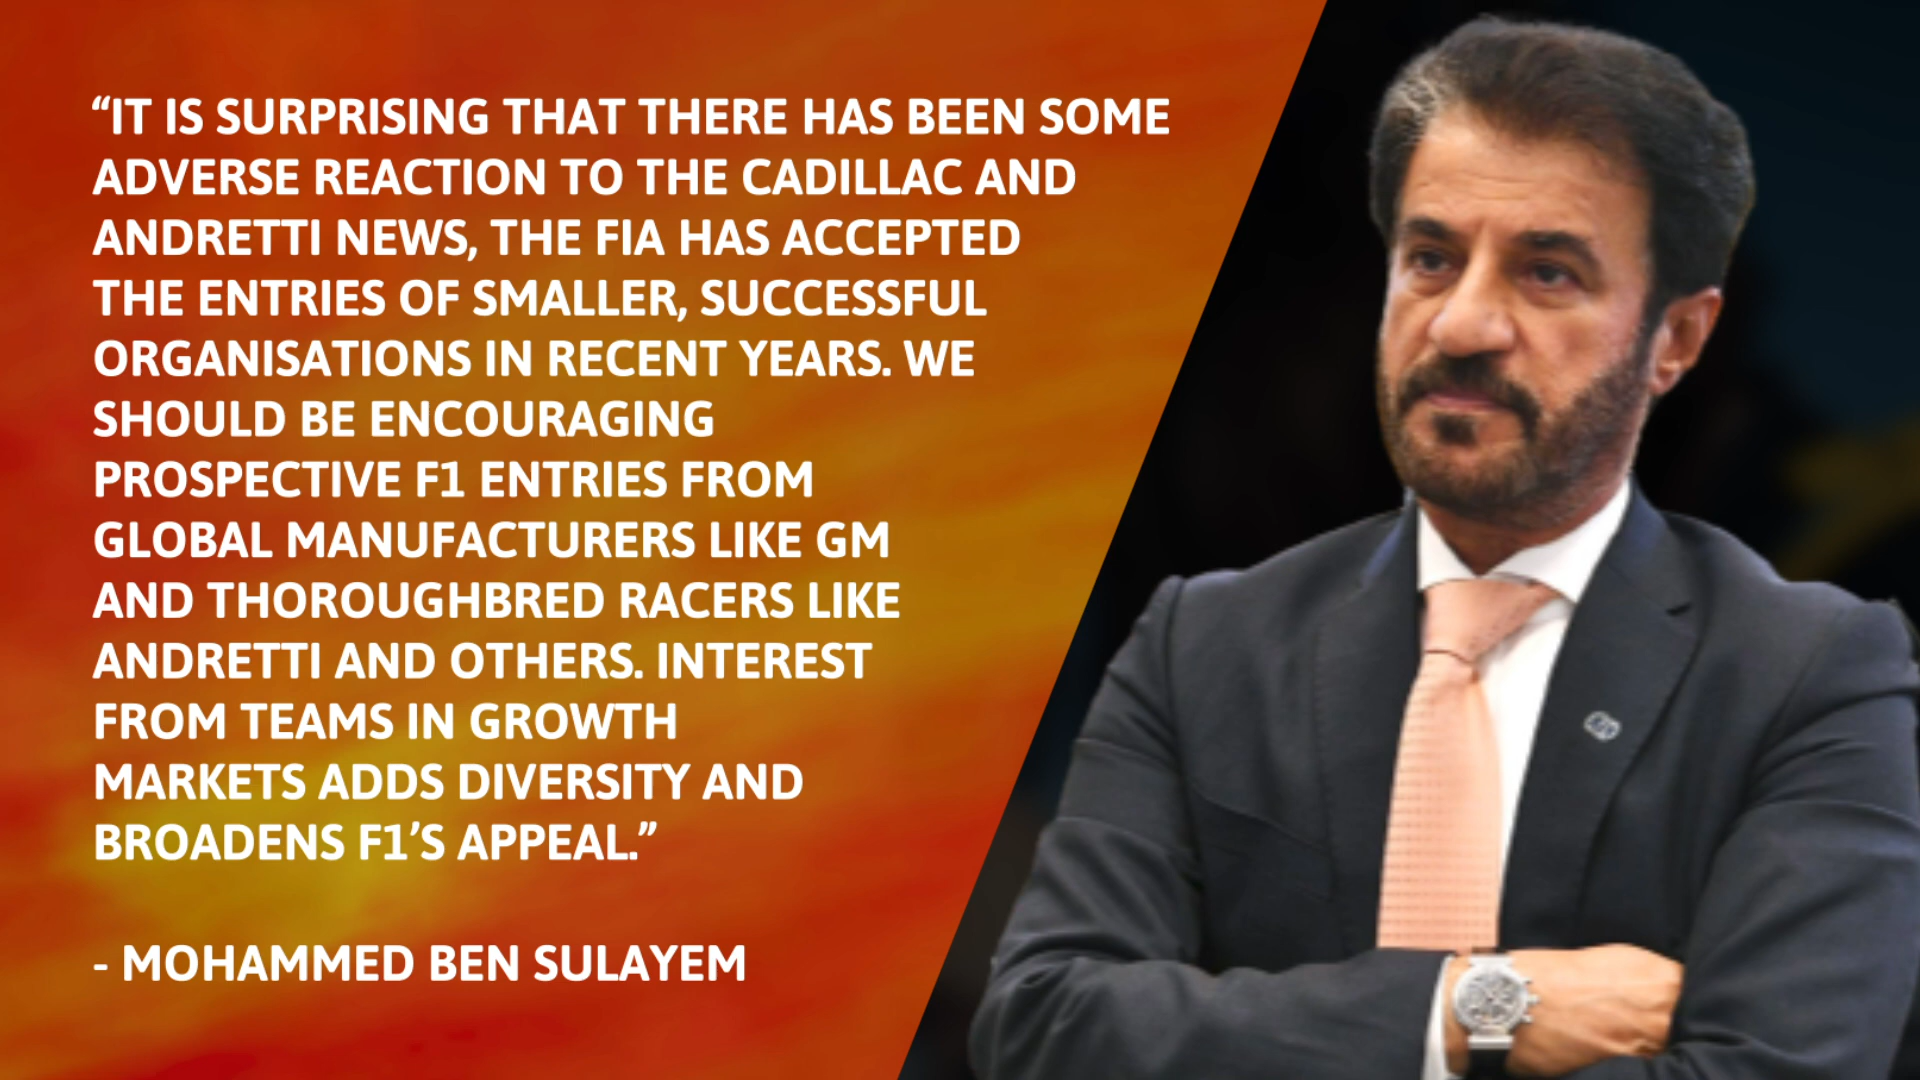 “IT IS SURPRISING THAT THERE HAS BEEN SOME
ADVERSE REACTION TO THE CADILLAC AND
ANDRETTI NEWS, THE FIA HAS ACCEPTED
THE ENTRIES OF SMALLER, SUCCESSFUL
ORGANISATIONS IN RECENT YEARS. WE
SHOULD BE ENCOURAGING
PROSPECTIVE F1 ENTRIES FROM
GLOBAL MANUFACTURERS LIKE GM
AND THOROUGHBRED RACERS LIKE
ANDRETTI AND OTHERS. INTEREST
FROM TEAMS IN GROWTH
MARKETS ADDS DIVERSITY AND
BROADENS F1’S APPEAL.”
- MOHAMMED BEN SULAYEM